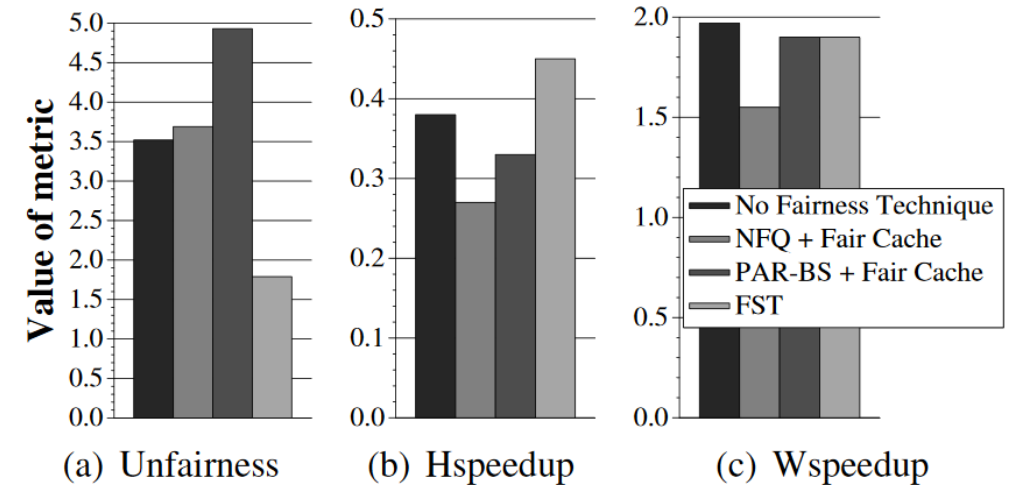 Value of metric
5.0
4.5
4.0
3.5
3.0
2.5
2.0
1.5
1.0
0.5
0.0
(a) Unfairness
0.5
0.4
0.3
0.2
0.1
0.0
(b) Hspeedup
2.0
1.5
1.0
0.5
0.0
No Fairness Technique
NFQ + Fair Cache
PAR-BS + Fair Cache
FST
(c) Wspeedup